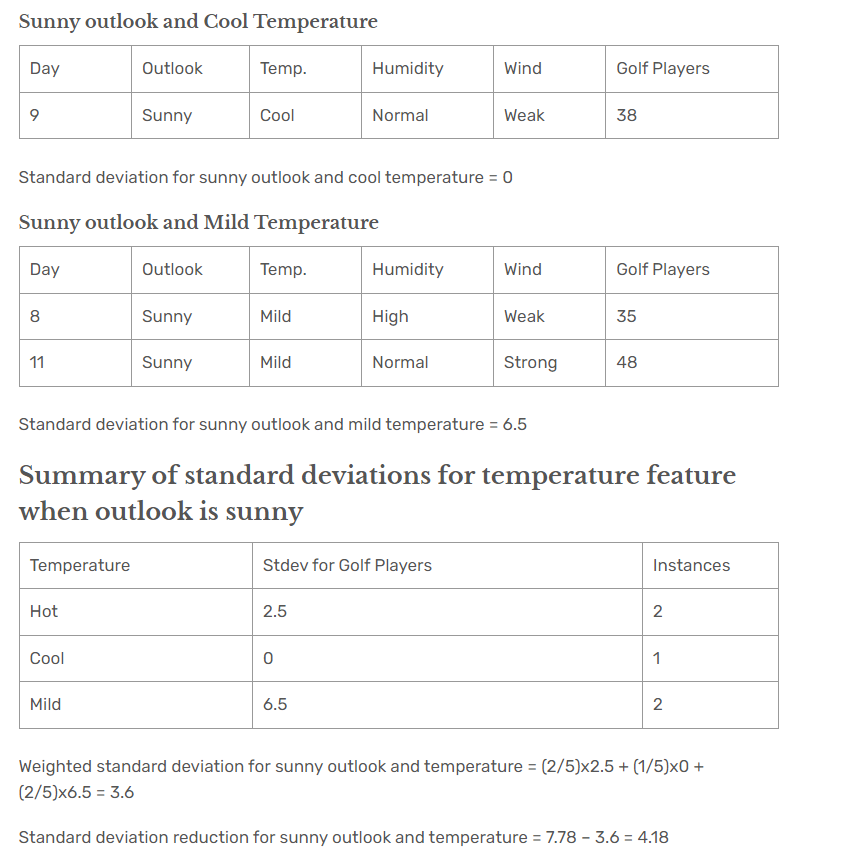 Sunny outlook and Cool Temperature
Day Outlook Temp. Humidity Wind Golf Players
9 Sunny Cool Normal Weak 38
Standard deviation for sunny outlook and cool temperature = 0
Sunny outlook and Mild Temperature
Day Outlook Temp. Humidity Wind Golf Players
8 Sunny Mild High Weak 35
11 Sunny Mild Normal Strong 48
Standard deviation for sunny outlook and mild temperature = 6.5
Summary of standard deviations for temperature feature
when outlook is sunny
Temperature Stdev for Golf Players Instances
Hot 2.5 2
Cool 0 1
Mild 6.5 2
Weighted standard deviation for sunny outlook and temperature = (2/5)x2.5 + (1/5)x0 +
(2/5)x6.5 = 3.6
Standard deviation reduction for sunny outlook and temperature = 7.78 – 3.6 = 4.18